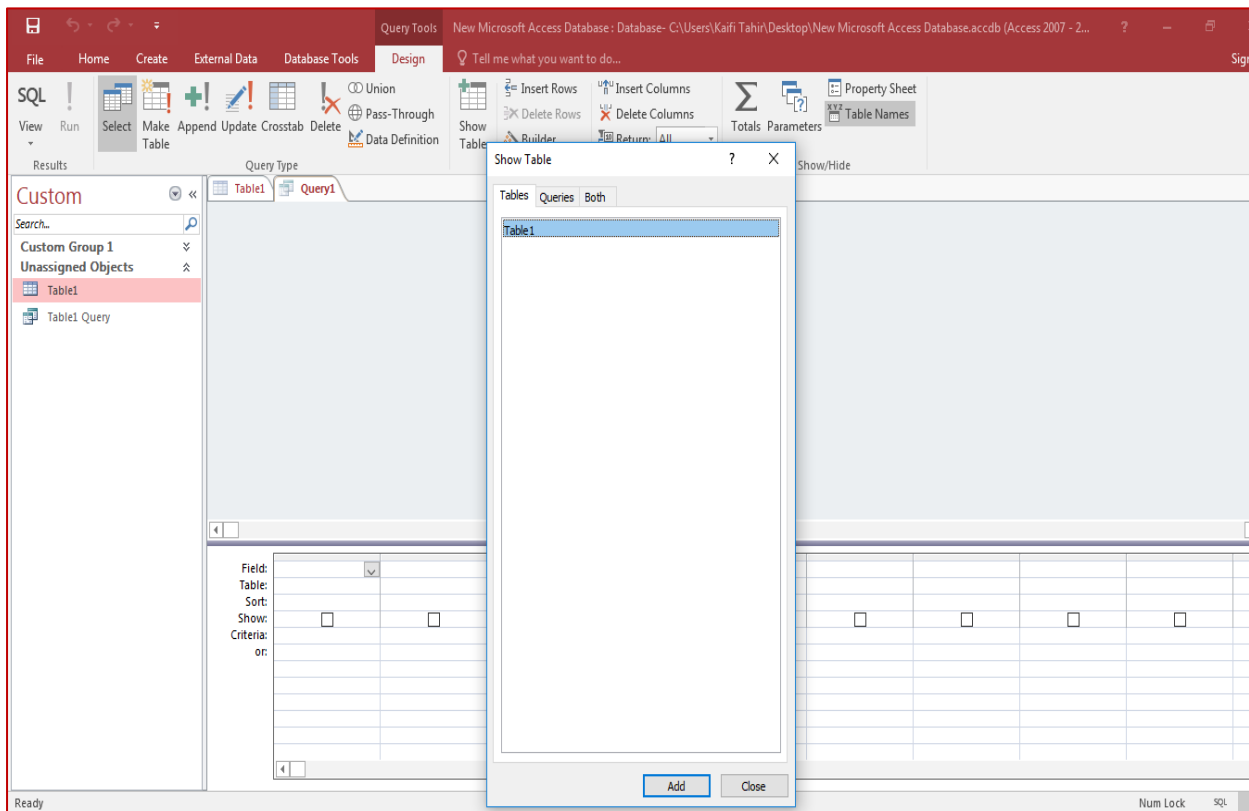 Query Tools New Microsoft Access Database : Database- C:\Users\Kaifi Tahir\Desktop\New Microsoft Access Database.accdb (Access 2007 - 2... ?
File Home Create External Data Database Tools Design Tell me what you want to do... Sign
SQL
View
Run
Results
Select
Make Table
Append
Update
Crosstab
Delete
Union
Pass-Through
Data Definition
Query Type
Show Table
Insert Rows
Delete Rows
Builder
Insert Columns
Delete Columns
Return: All
Totals
Parameters
Property Sheet
XYZ
Table Names
Show/Hide
Custom
Search...
Custom Group 1
Unassigned Objects
Table1
Table1 Query
Table1 Query1
Show Table ? X
Tables Queries Both
Table1
Add Close
Field:
Table:
Sort:
Show:
Criteria:
or:
Ready Num Lock SQL